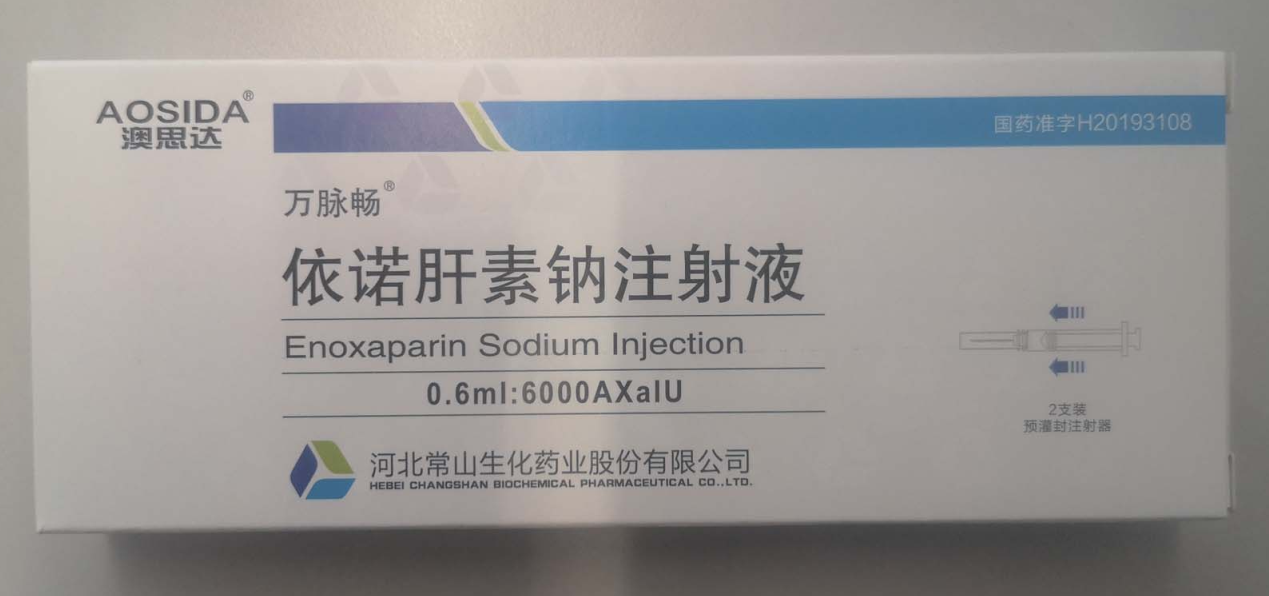 AOSIDA®
澳思达
国药准字H20193108
万脉畅®
依诺肝素钠注射液
Enoxaparin Sodium Injection
0.6ml:6000AXaIU
2支装
预灌封注射器
河北常山生化药业股份有限公司
HEBEI CHANGSHAN BIOCHEMICAL PHARMACEUTICAL CO.,LTD.